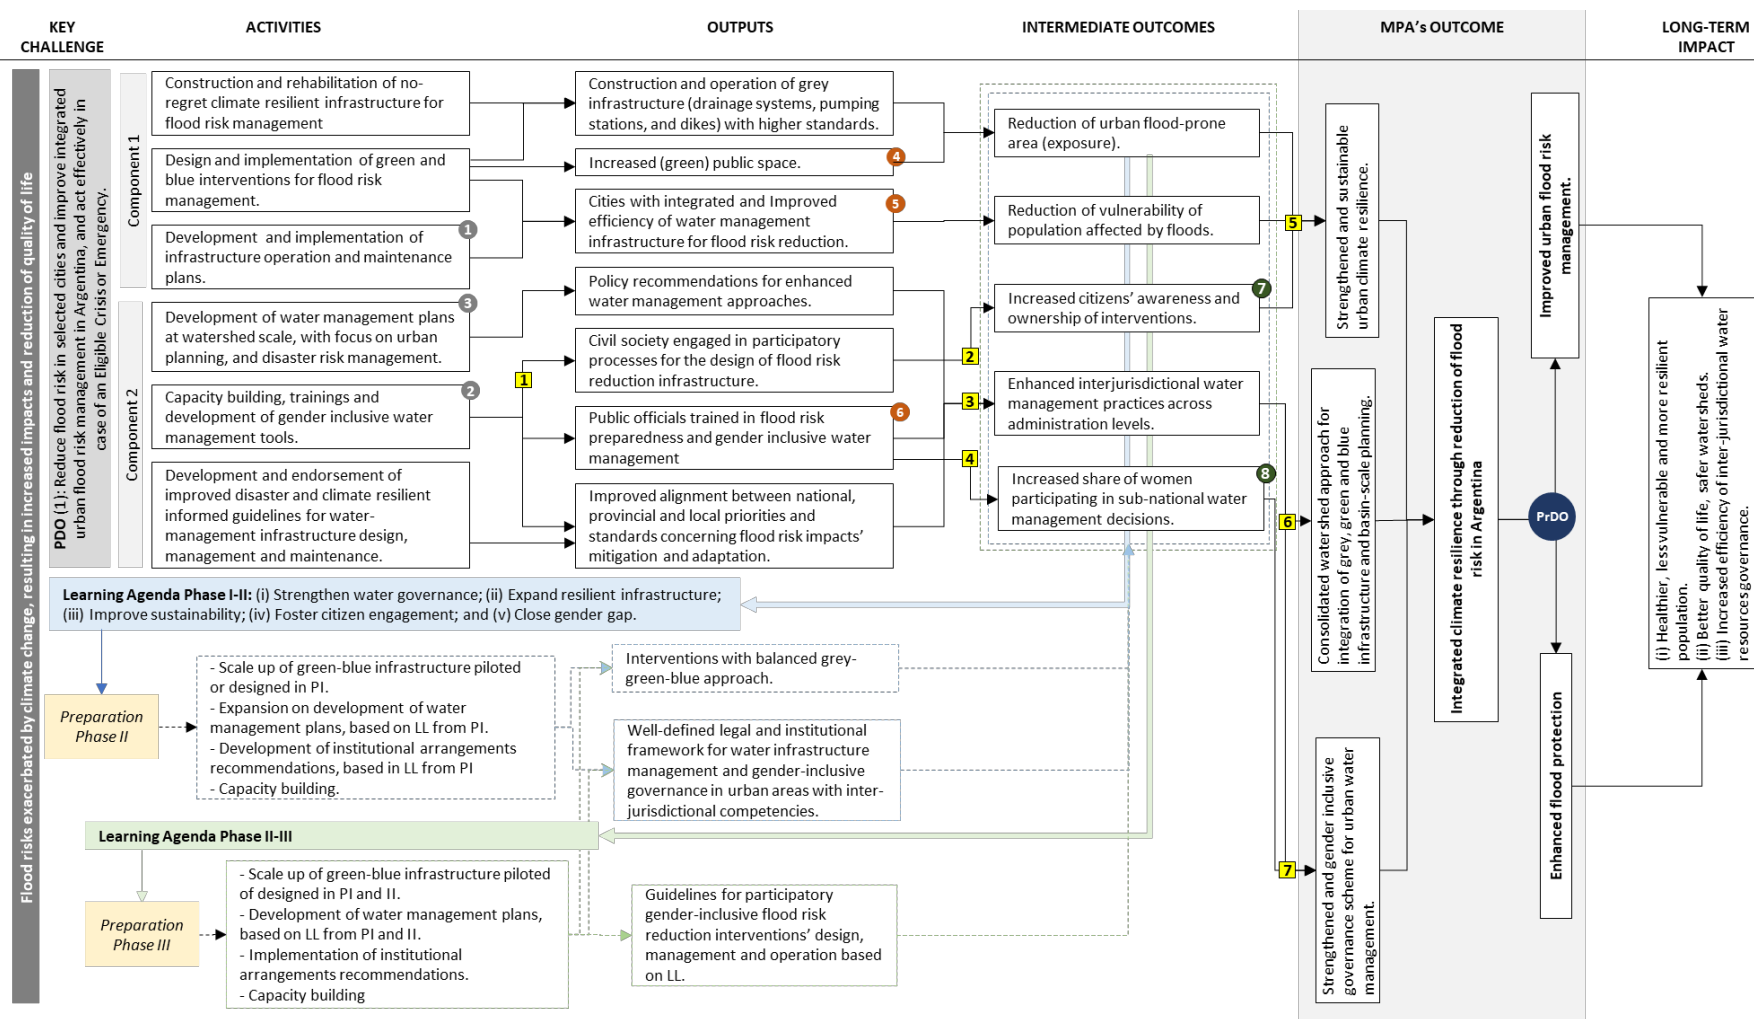 KEY
CHALLENGE
ACTIVITIES
OUTPUTS
INTERMEDIATE OUTCOMES
MPA's OUTCOME
LONG-TERM
IMPACT
Flood risks exacerbated by climate change, resulting in increased impacts and reduction of quality of life
PDO (1): Reduce flood risk in selected cities and improve integrated
urban flood risk management in Argentina, and act effectively in
case of an Eligible Crisis or Emergency.
Component 1
Component 2
Construction and rehabilitation of no-
regret climate resilient infrastructure for
flood risk management
Design and implementation of green and
blue interventions for flood risk
management.
1
Development and implementation of
infrastructure operation and maintenance
plans.
3
Development of water management plans
at watershed scale, with focus on urban
planning, and disaster risk management.
2
Capacity building, trainings and
development of gender inclusive water
management tools.
Development and endorsement of
improved disaster and climate resilient
informed guidelines for water-
management infrastructure design,
management and maintenance.
1
Construction and operation of grey
infrastructure (drainage systems, pumping
stations, and dikes) with higher standards.
4
Increased (green) public space.
5
Cities with integrated and Improved
efficiency of water management
infrastructure for flood risk reduction.
Policy recommendations for enhanced
water management approaches.
Civil society engaged in participatory
processes for the design of flood risk
reduction infrastructure.
6
Public officials trained in flood risk
preparedness and gender inclusive water
management
Improved alignment between national,
provincial and local priorities and
standards concerning flood risk impacts'
mitigation and adaptation.
2
3
4
Reduction of urban flood-prone
area (exposure).
Reduction of vulnerability of
population affected by floods.
7
Increased citizens' awareness and
ownership of interventions.
Enhanced interjurisdictional water
management practices across
administration levels.
8
Increased share of women
participating in sub-national water
management decisions.
5
6
7
Strengthened and sustainable
urban climate resilience.
Consolidated watershed approach for
integration of grey, green and blue
infrastructure and basin-scale planning.
Strengthened and gender inclusive
governance scheme for urban water
management.
Integrated climate resilience through reduction of flood
risk in Argentina
PrDO
Improved urban flood risk
management.
Enhanced flood protection
(i) Healthier, less vulnerable and more resilient
population.
(ii) Better quality of life, safer watersheds.
(iii) Increased efficiency of inter-jurisdictional water
resources governance.
Learning Agenda Phase I-II: (i) Strengthen water governance; (ii) Expand resilient infrastructure;
(iii) Improve sustainability; (iv) Foster citizen engagement; and (v) Close gender gap.
Preparation
Phase II
- Scale up of green-blue infrastructure piloted
or designed in PI.
- Expansion on development of water
management plans, based on LL from PI.
- Development of institutional arrangements
recommendations, based in LL from PI
- Capacity building.
Interventions with balanced grey-
green-blue approach.
Well-defined legal and institutional
framework for water infrastructure
management and gender-inclusive
governance in urban areas with inter-
jurisdictional competencies.
Learning Agenda Phase II-III
Preparation
Phase III
- Scale up of green-blue infrastructure piloted
of designed in PI and II.
- Development of water management plans,
based on LL from PI and II.
- Implementation of institutional
arrangements recommendations.
- Capacity building
Guidelines for participatory
gender-inclusive flood risk
reduction interventions' design,
management and operation based
on LL.